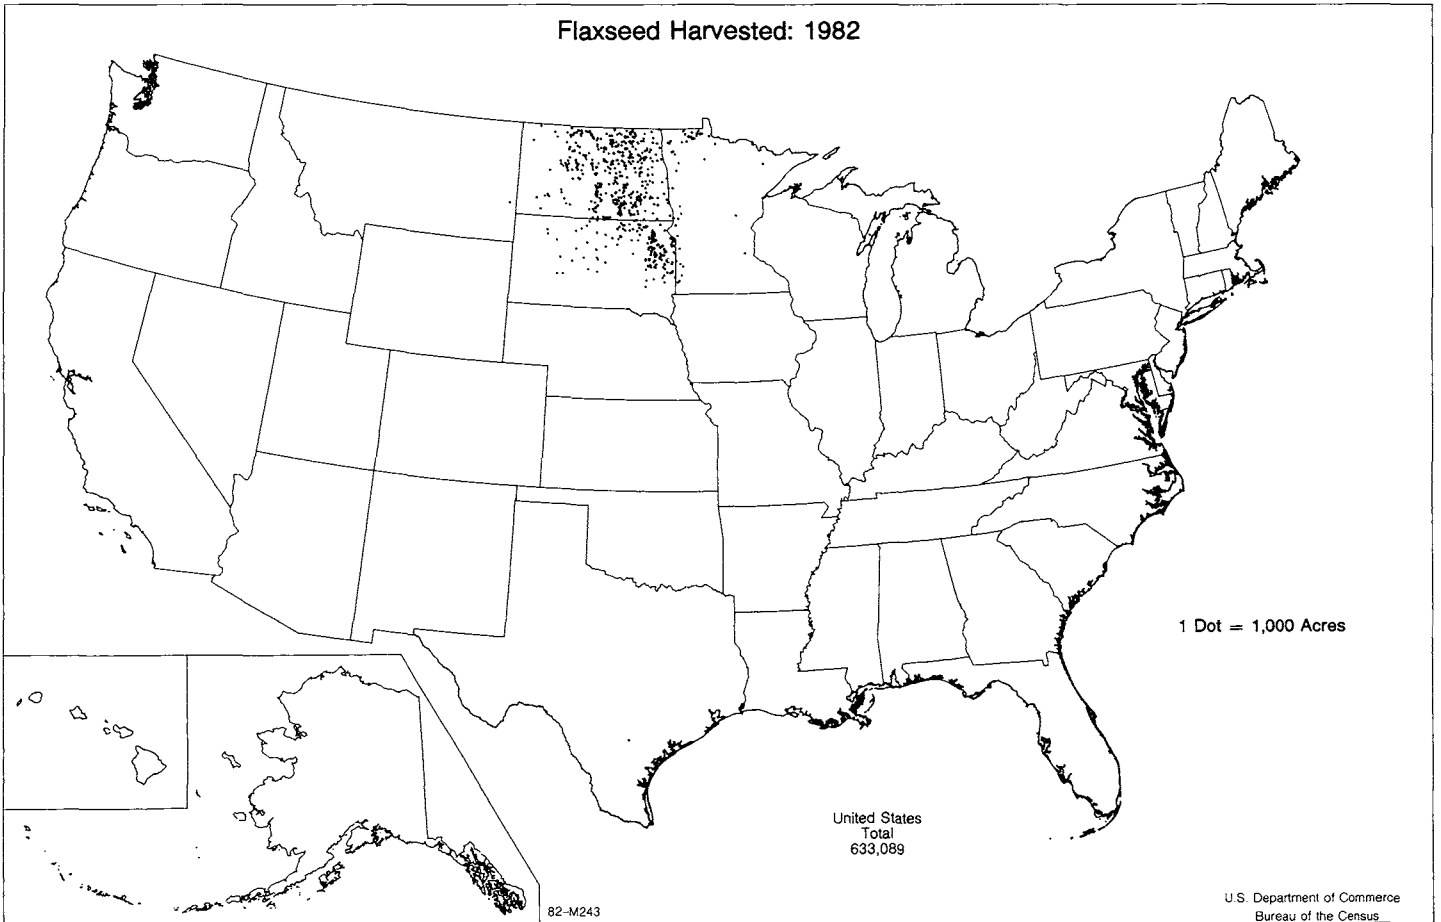 Flaxseed Harvested: 1982
1 Dot = 1,000 Acres
United States
Total
633,089
82-M243
U.S. Department of Commerce
Bureau of the Census